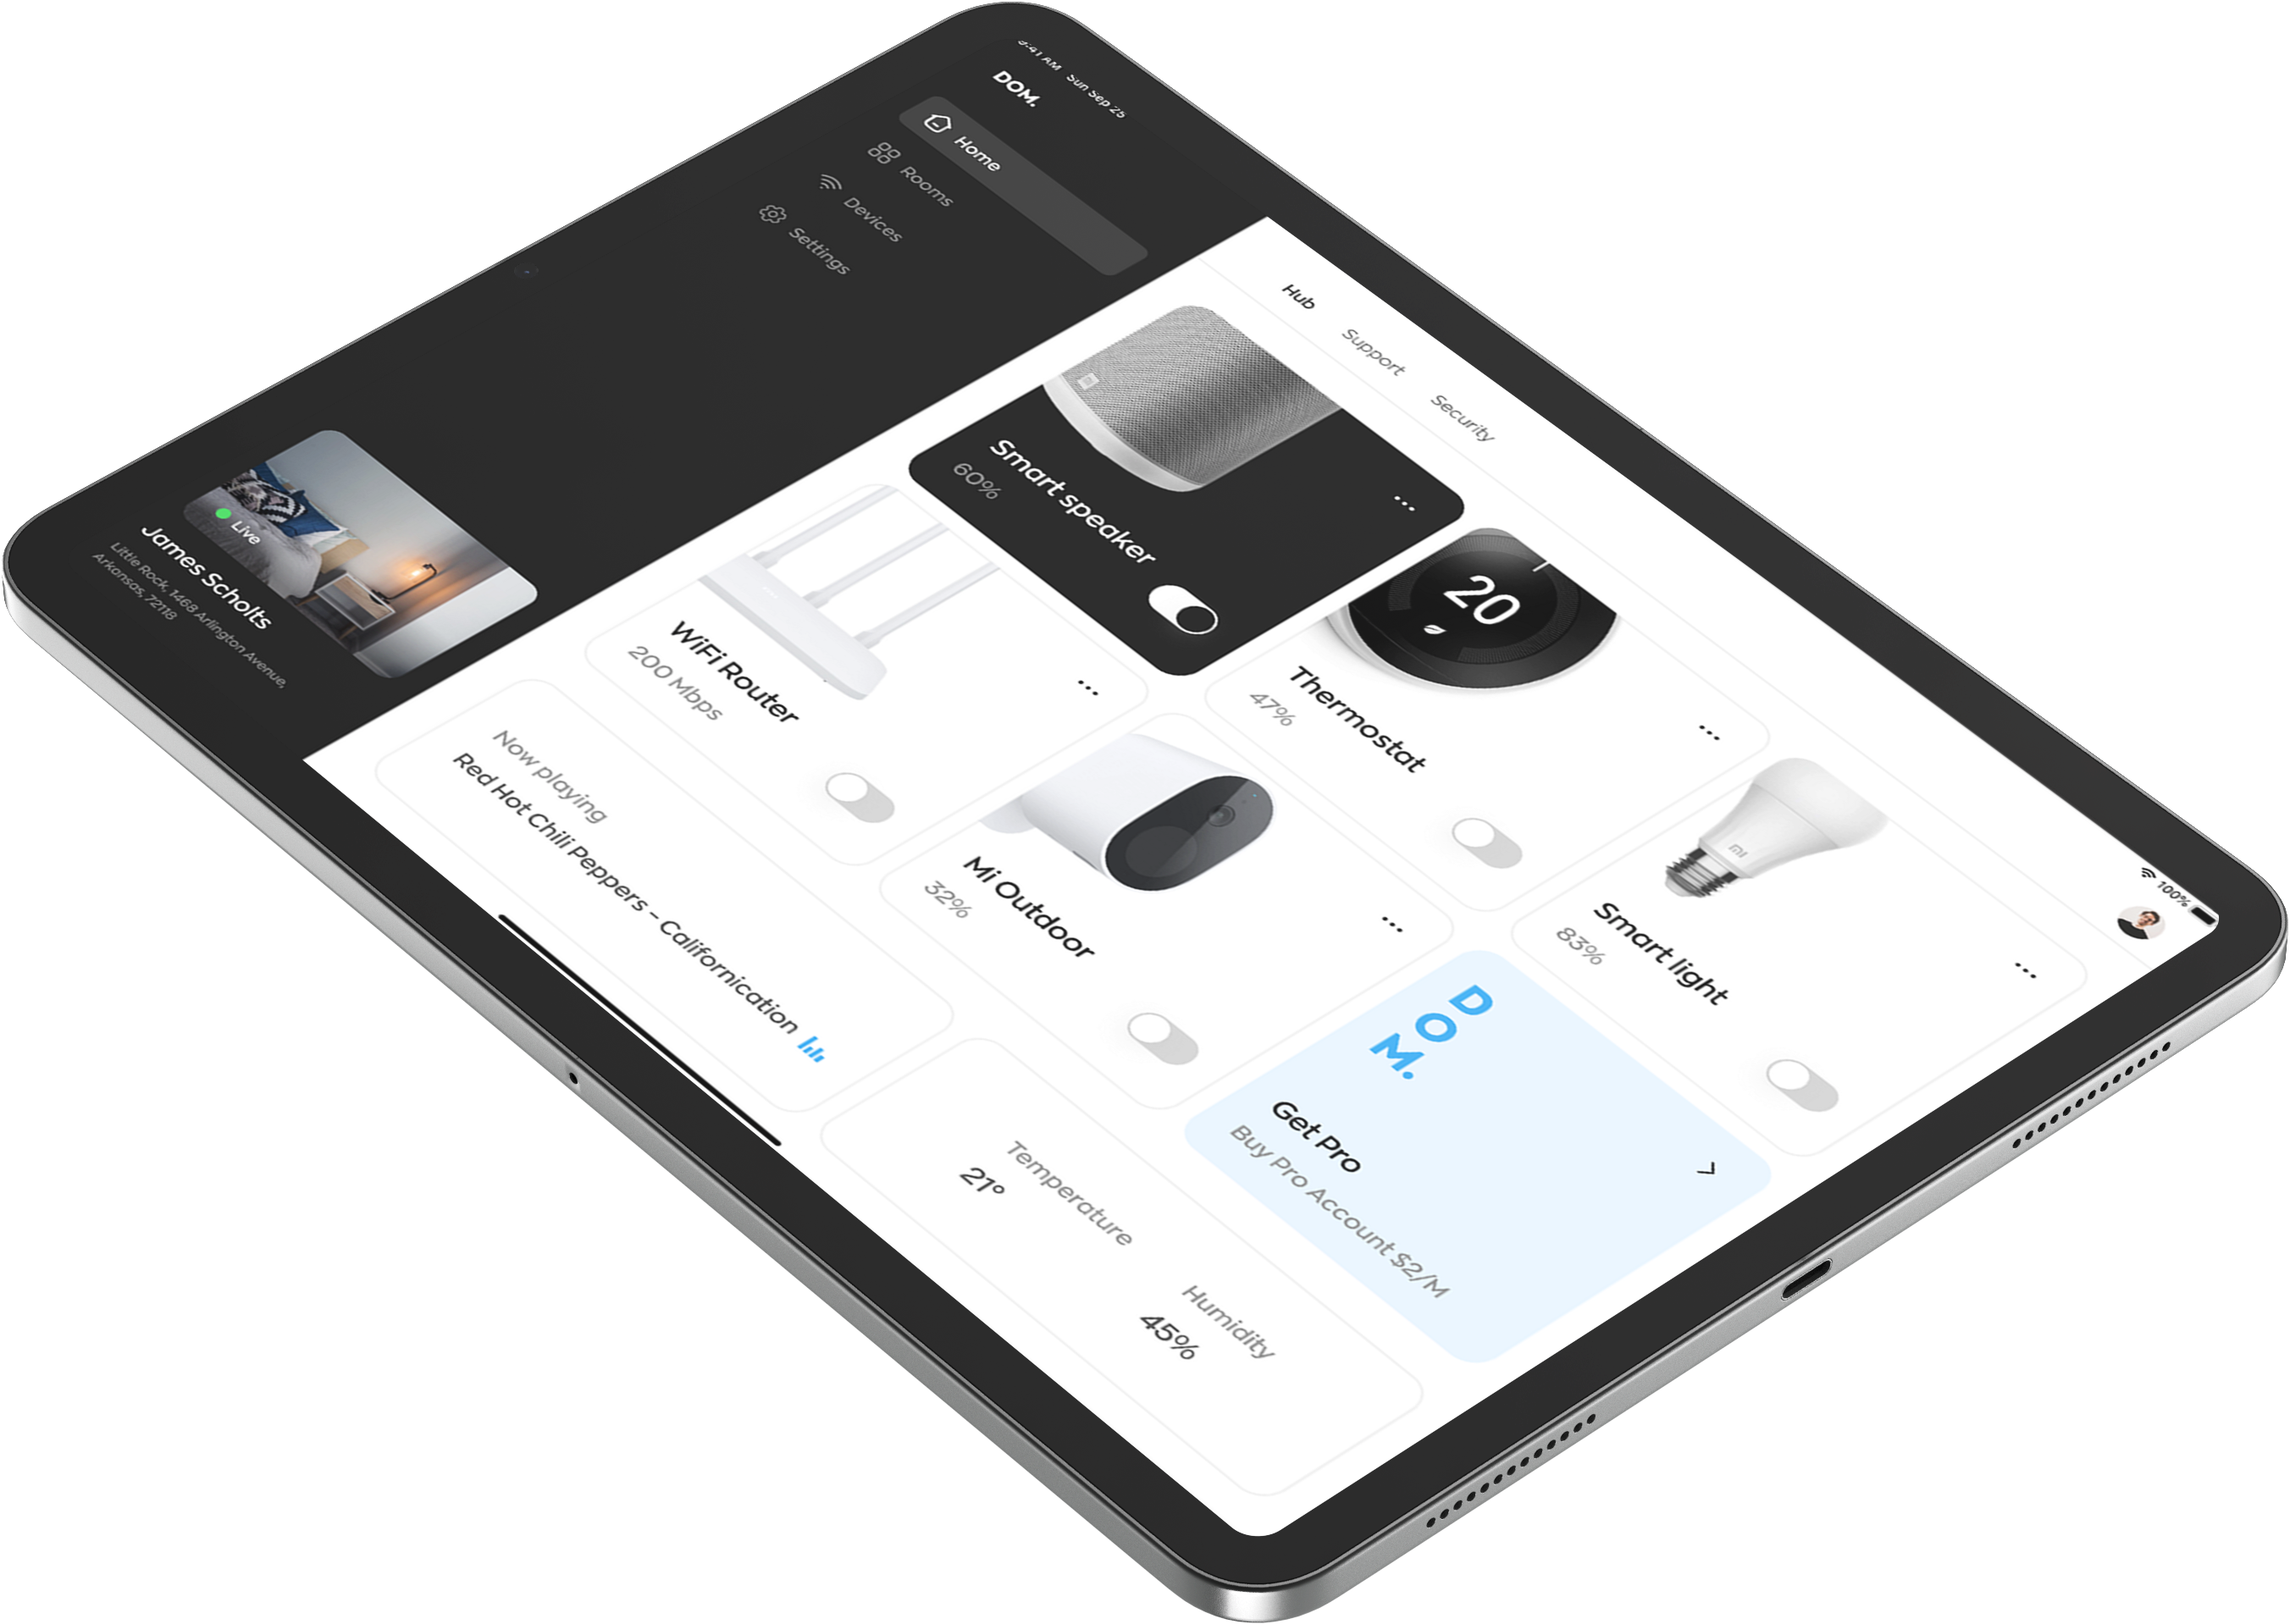 9:41 AM Sun Sep 25
DOM.
Home
Rooms
Devices
Settings
Live
James Scholts
Little Rock, 1468 Arlington Avenue,
Arkansas, 72118
100%
Hub
Support
Security
Smart speaker
60%
20
Thermostat
47%
MI
Smart light
83%
WiFi Router
200 Mbps
Mi Outdoor
32%
D
O
M.
Get Pro
Buy Pro Account $2/M
Now playing
Red Hot Chili Peppers – Californication
Temperature
21°
Humidity
45%